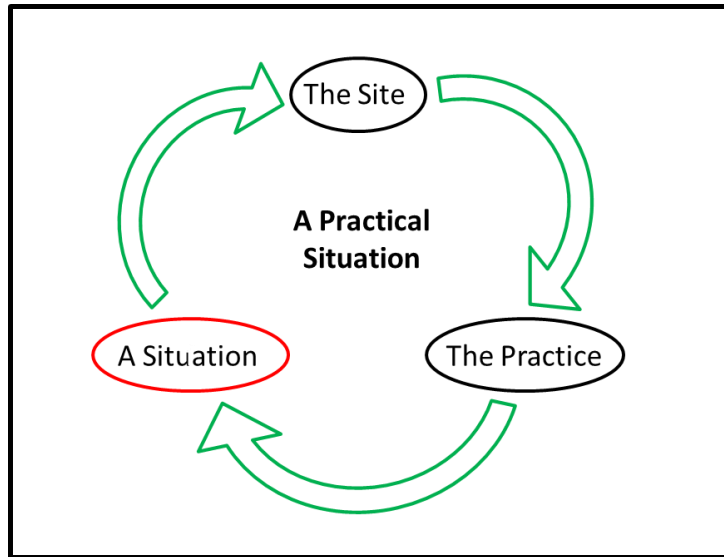 The Site
A Practical
Situation
A Situation
The Practice